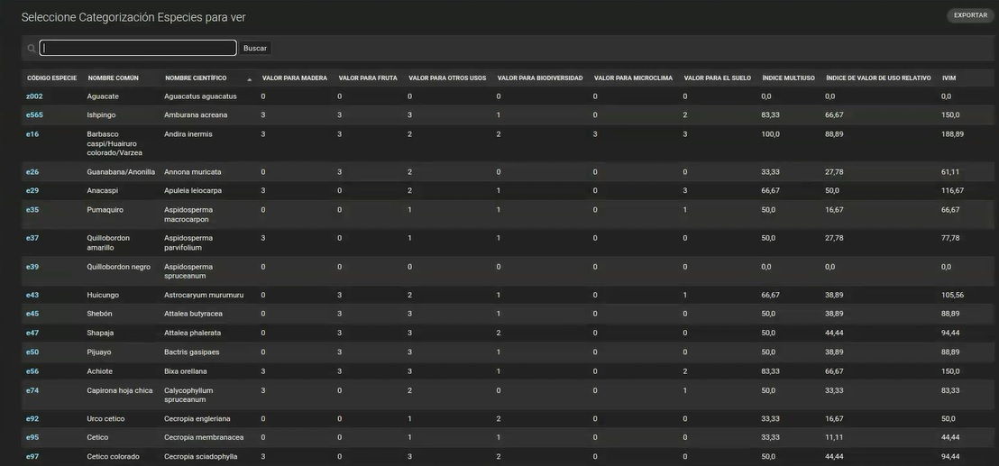 Seleccione Categorización Especies para ver
EXPORTAR
Buscar
CÓDIGO ESPECIE NOMBRE COMÚN NOMBRE CIENTÍFICO VALOR PARA MADERA VALOR PARA FRUTA VALOR PARA OTROS USOS VALOR PARA BIODIVERSIDAD VALOR PARA MICROCLIMA VALOR PARA EL SUELO ÍNDICE MULTIUSO ÍNDICE DE VALOR DE USO RELATIVO IVIM
z002 Aguacate Aguacatus aguacatus 0 0 0 0 0 0 0,0 0,0 0,0
e565 Ishpingo Amburana acreana 3 3 3 1 0 2 83,33 66,67 150,0
e16 Barbasco Andira inermis 3 3 2 2 3 3 100,0 88,89 188,89
caspi/Huairuro
colorado/Varzea
e26 Guanabana/Anonilla Annona muricata 0 3 2 0 0 0 33,33 27,78 61,11
e29 Anacaspi Apuleia leiocarpa 3 0 2 1 0 3 66,67 50,0 116,67
e35 Pumaquiro Aspidosperma 0 0 1 1 0 1 50,0 16,67 66,67
macrocarpon
e37 Quillobordon Aspidosperma 3 0 1 1 0 0 50,0 27,78 77,78
amarillo parvifolium
e39 Quillobordon negro Aspidosperma 0 0 0 0 0 0 0,0 0,0 0,0
spruceanum
e43 Huicungo Astrocaryum murumuru 0 3 2 1 0 1 66,67 38,89 105,56
e45 Shebón Attalea butyracea 0 3 3 1 0 0 50,0 38,89 88,89
e47 Shapaja Attalea phalerata 0 3 3 2 0 0 50,0 44,44 94,44
e50 Pijuayo Bactris gasipaes 0 3 3 1 0 0 50,0 38,89 88,89
e56 Achiote Bixa orellana 3 3 3 1 0 2 83,33 66,67 150,0
e74 Capirona hoja chica Calycophyllum 3 0 2 0 0 1 50,0 33,33 83,33
spruceanum
e92 Urco cetico Cecropia engleriana 0 0 1 2 0 0 33,33 16,67 50,0
e95 Cetico Cecropia membranacea 0 0 1 1 0 0 33,33 11,11 44,44
e97 Cetico colorado Cecropia sciadophylla 3 0 3 2 0 0 50,0 44,44 94,44